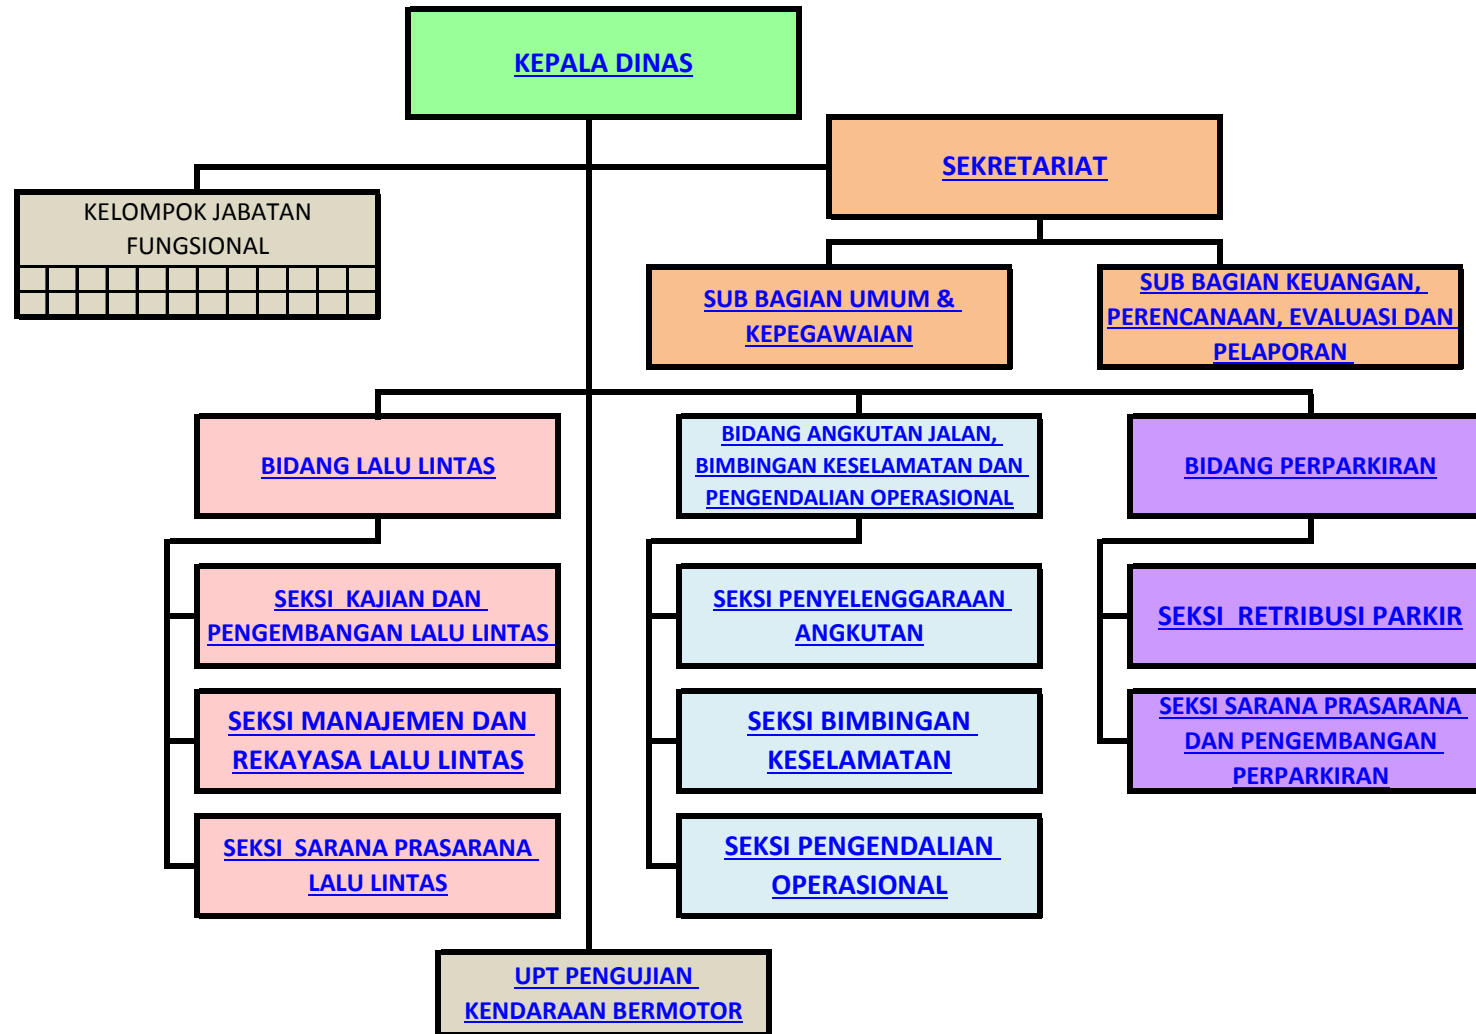 KEPALA DINAS
SEKRETARIAT
KELOMPOK JABATAN
FUNGSIONAL
SUB BAGIAN UMUM &
KEPEGAWAIAN
SUB BAGIAN KEUANGAN,
PERENCANAAN, EVALUASI DAN
PELAPORAN
BIDANG LALU LINTAS
BIDANG ANGKUTAN JALAN,
BIMBINGAN KESELAMATAN DAN
PENGENDALIAN OPERASIONAL
BIDANG PERPARKIRAN
SEKSI KAJIAN DAN
PENGEMBANGAN LALU LINTAS
SEKSI PENYELENGGARAAN
ANGKUTAN
SEKSI RETRIBUSI PARKIR
SEKSI MANAJEMEN DAN
REKAYASA LALU LINTAS
SEKSI BIMBINGAN
KESELAMATAN
SEKSI SARANA PRASARANA
DAN PENGEMBANGAN
PERPARKIRAN
SEKSI SARANA PRASARANA
LALU LINTAS
SEKSI PENGENDALIAN
OPERASIONAL
UPT PENGUJIAN
KENDARAAN BERMOTOR